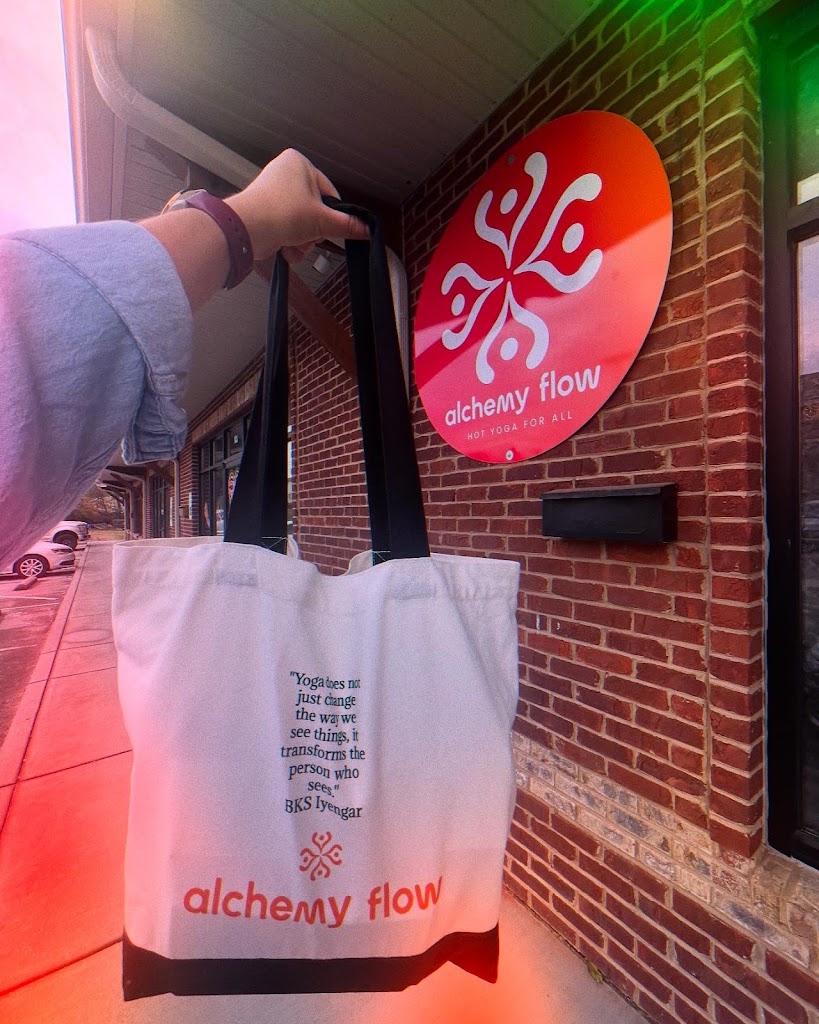 alchemy flow
HOT YOGA FOR ALL
"Yoga does not
just change
the way we
see things, it
transforms the
person who
sees."
BKS Iyengar
alchemy flow